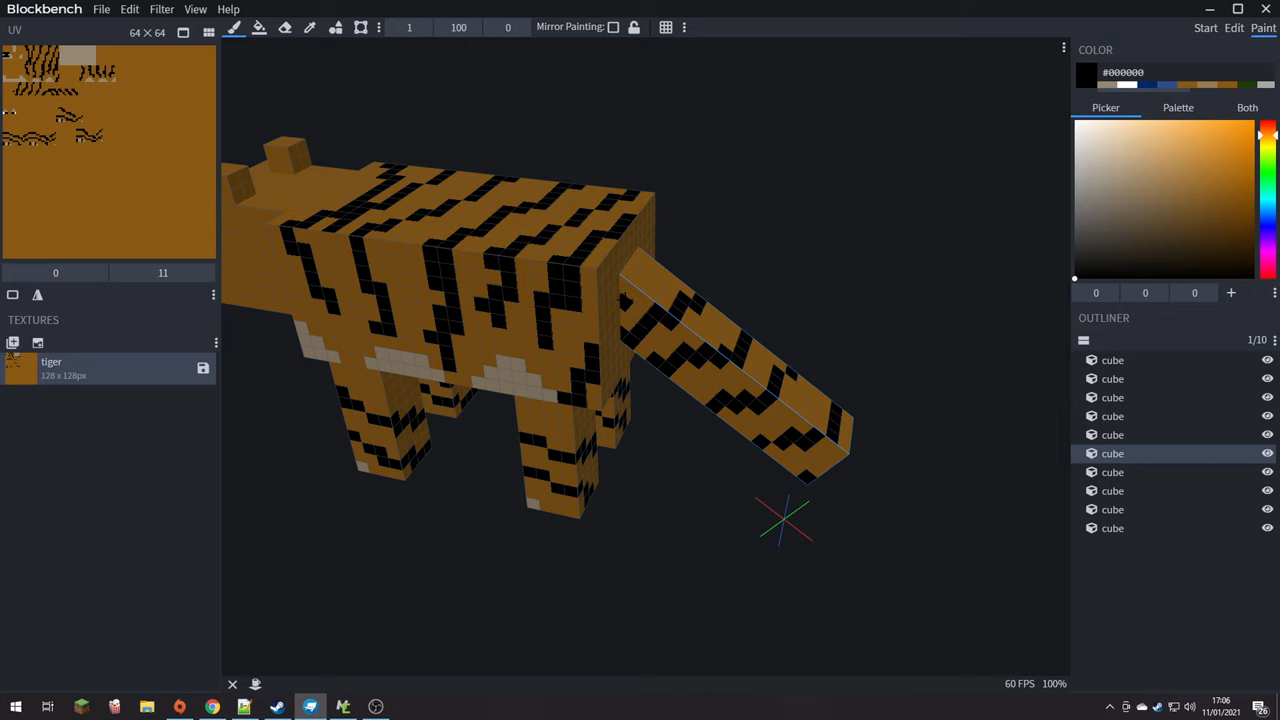 Blockbench File Edit Filter View Help
UV 64 × 64
1 100 0 Mirror Painting:
Start Edit Paint
COLOR
#000000
Picker Palette Both
0 11
0 0 0
TEXTURES
OUTLINER
1/10
tiger
128 x 128px
cube
cube
cube
cube
cube
cube
cube
cube
cube
cube
60 FPS 100%
17:06
11/01/2021
26